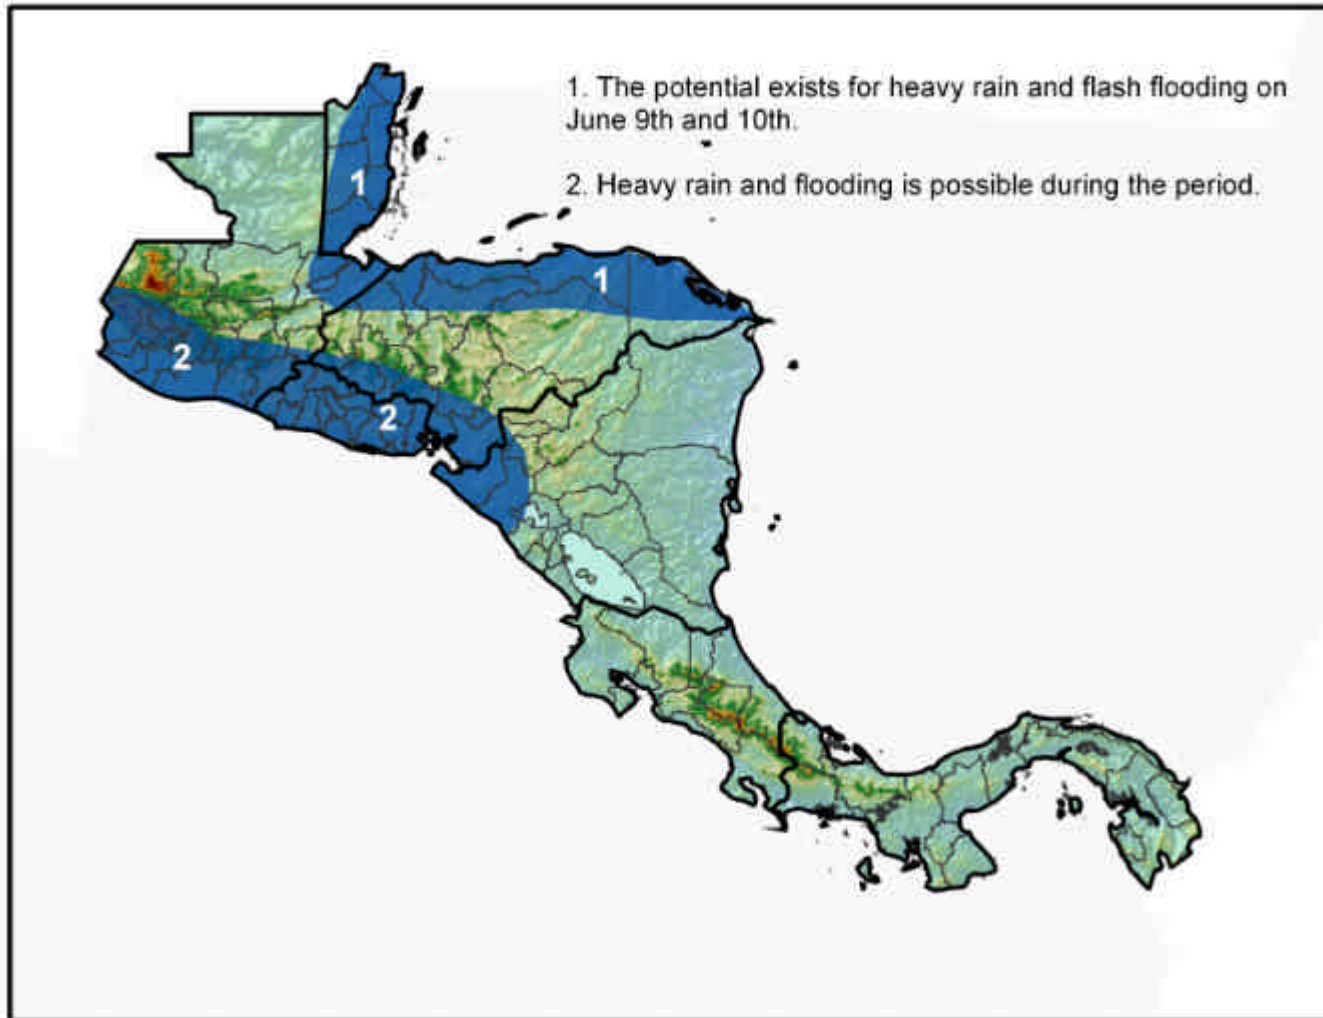 1. The potential exists for heavy rain and flash flooding on
June 9th and 10th.
2. Heavy rain and flooding is possible during the period.
1
1
2
2